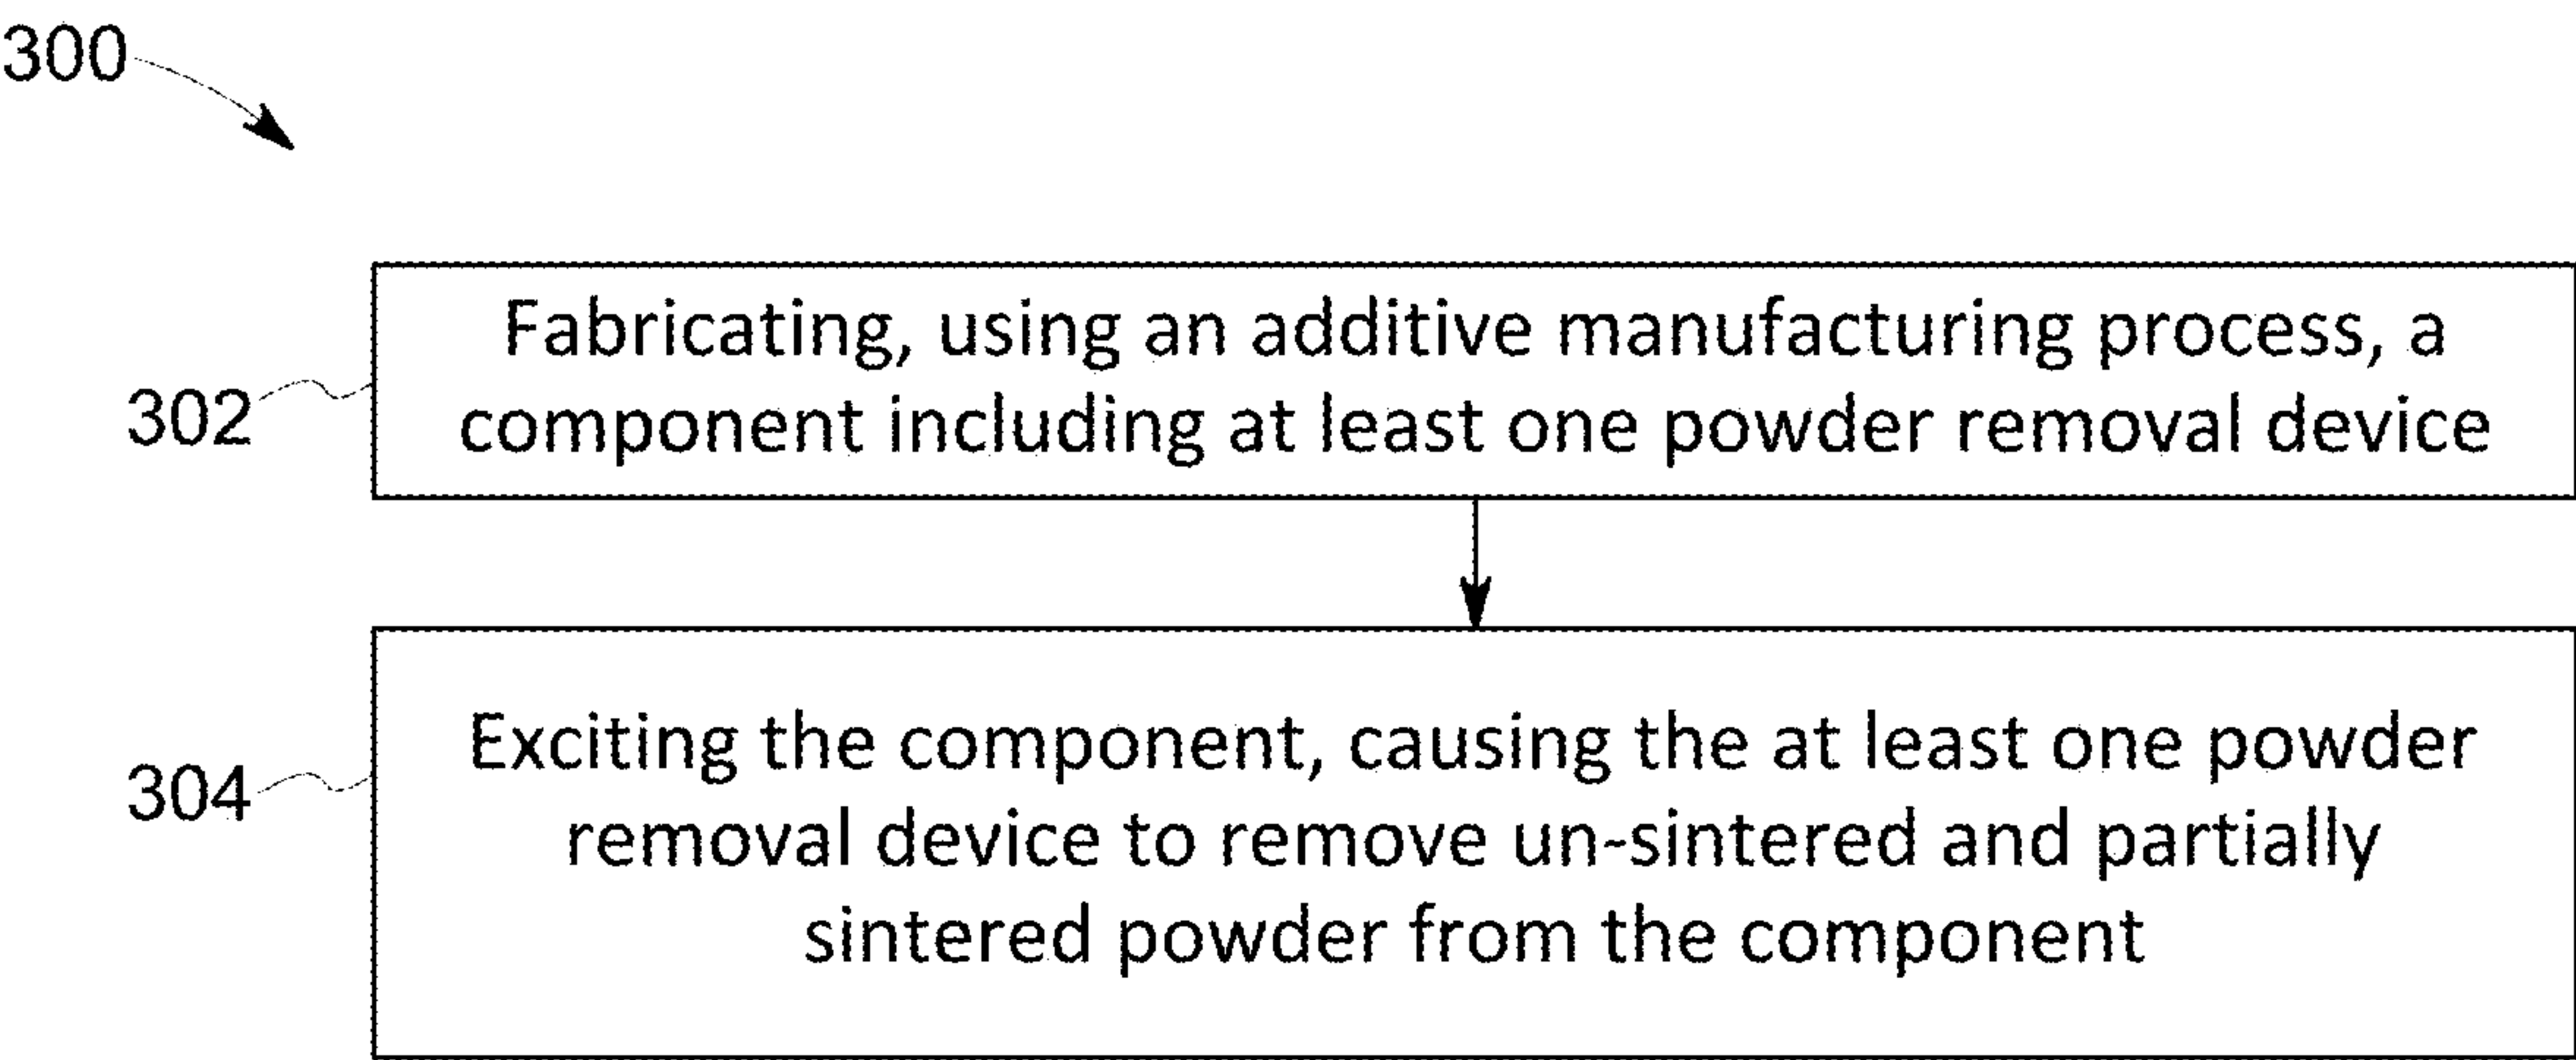 300
Fabricating, using an additive manufacturing process, a
302
component including at least one powder removal device
Exciting the component, causing the at least one powder
304
removal device to remove un-sintered and partially
sintered powder from the component